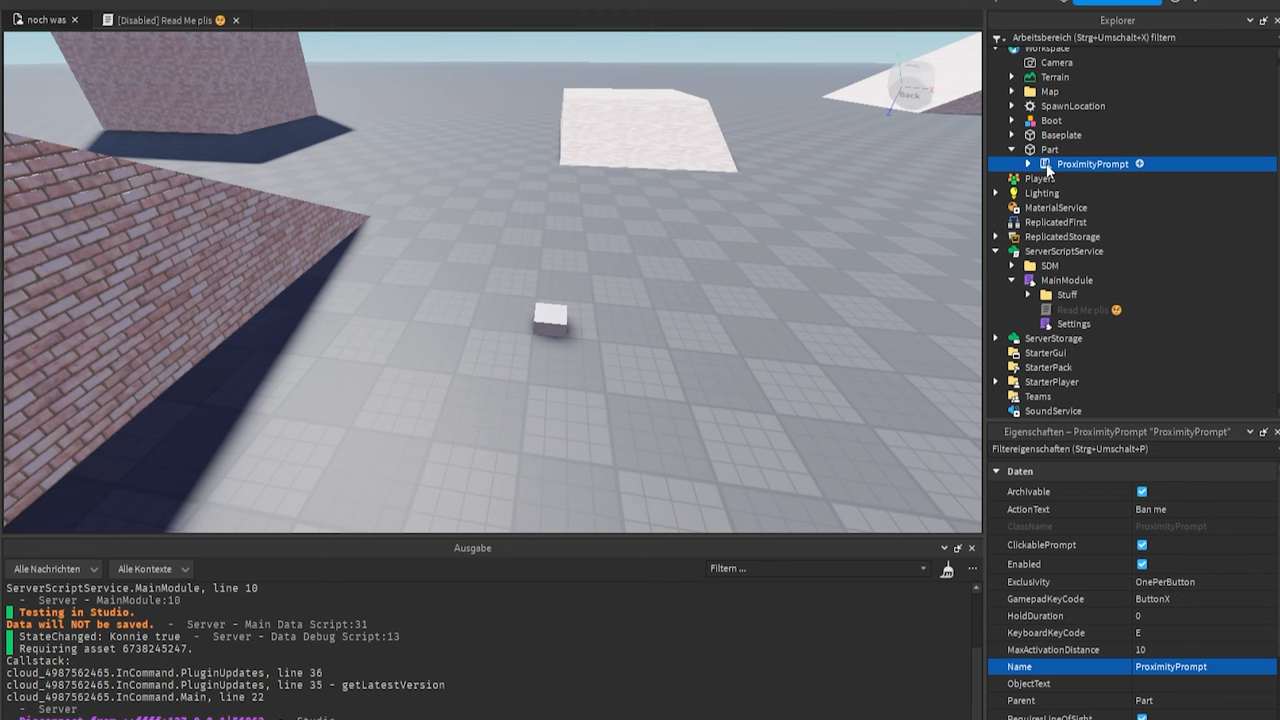 noch was
[Disabled] Read Me plis
Back
X
Z
Explorer
Arbeitsbereich (Strg+Umschalt+X) filtern
Workspace
Camera
Terrain
Map
SpawnLocation
Boot
Baseplate
Part
ProximityPrompt
Players
Lighting
MaterialService
ReplicatedFirst
ReplicatedStorage
ServerScriptService
SDM
MainModule
Stuff
Read Me plis
Settings
ServerStorage
StarterGui
StarterPack
StarterPlayer
Teams
SoundService
Eigenschaften – ProximityPrompt "ProximityPrompt"
Filtereigenschaften (Strg+Umschalt+P)
Daten
Archivable
ActionText Ban me
ClassName ProximityPrompt
ClickablePrompt
Enabled
Exclusivity OnePerButton
GamepadKeyCode ButtonX
HoldDuration 0
KeyboardKeyCode E
MaxActivationDistance 10
Name ProximityPrompt
ObjectText
Parent Part
RequiresLineOfSight
Ausgabe
Alle Nachrichten Alle Kontexte Filtern ...
ServerScriptService.MainModule, line 10
- Server - MainModule:10
Testing in Studio.
Data will NOT be saved. - Server - Main Data Script:31
StateChanged: Konnie true - Server - Data Debug Script:13
Requiring asset 6738245247.
Callstack:
cloud_4987562465.InCommand.PluginUpdates, line 36
cloud_4987562465.InCommand.PluginUpdates, line 35 - getLatestVersion
cloud_4987562465.InCommand.Main, line 22
- Server